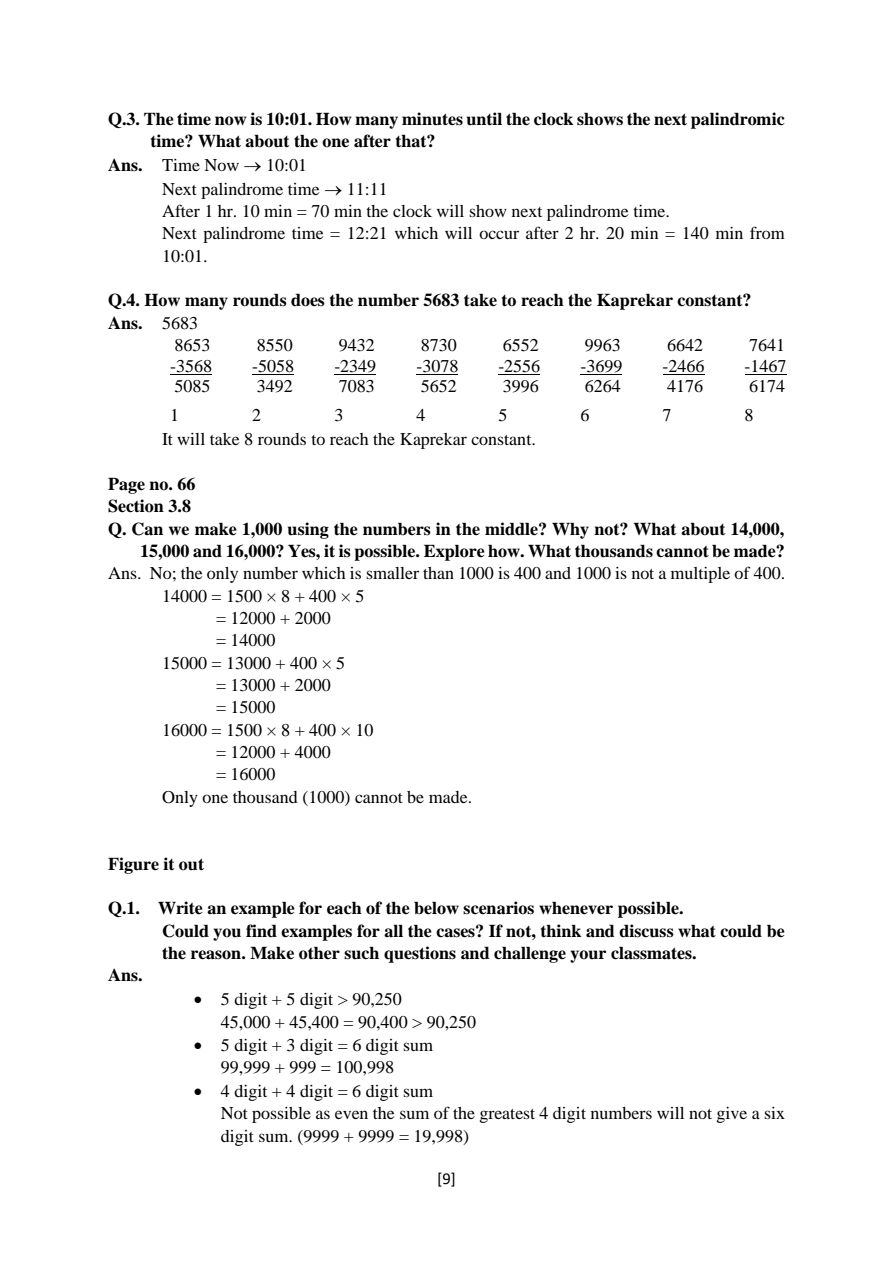 Q.3. The time now is 10:01. How many minutes until the clock shows the next palindromic
time? What about the one after that?
Ans. Time Now → 10:01
Next palindrome time → 11:11
After 1 hr. 10 min = 70 min the clock will show next palindrome time.
Next palindrome time = 12:21 which will occur after 2 hr. 20 min = 140 min from
10:01.
Q.4. How many rounds does the number 5683 take to reach the Kaprekar constant?
Ans. 5683
8653 8550 9432 8730 6552 9963 6642 7641
-3568 -5058 -2349 -3078 -2556 -3699 -2466 -1467
5085 3492 7083 5652 3996 6264 4176 6174
1 2 3 4 5 6 7 8
It will take 8 rounds to reach the Kaprekar constant.
Page no. 66
Section 3.8
Q. Can we make 1,000 using the numbers in the middle? Why not? What about 14,000,
15,000 and 16,000? Yes, it is possible. Explore how. What thousands cannot be made?
Ans. No; the only number which is smaller than 1000 is 400 and 1000 is not a multiple of 400.
14000 = 1500 × 8 + 400 × 5
= 12000 + 2000
= 14000
15000 = 13000 + 400 × 5
= 13000 + 2000
= 15000
16000 = 1500 × 8 + 400 × 10
= 12000 + 4000
= 16000
Only one thousand (1000) cannot be made.
Figure it out
Q.1. Write an example for each of the below scenarios whenever possible.
Could you find examples for all the cases? If not, think and discuss what could be
the reason. Make other such questions and challenge your classmates.
Ans.
• 5 digit + 5 digit > 90,250
45,000 + 45,400 = 90,400 > 90,250
• 5 digit + 3 digit = 6 digit sum
99,999 + 999 = 100,998
• 4 digit + 4 digit = 6 digit sum
Not possible as even the sum of the greatest 4 digit numbers will not give a six
digit sum. (9999 + 9999 = 19,998)
[9]